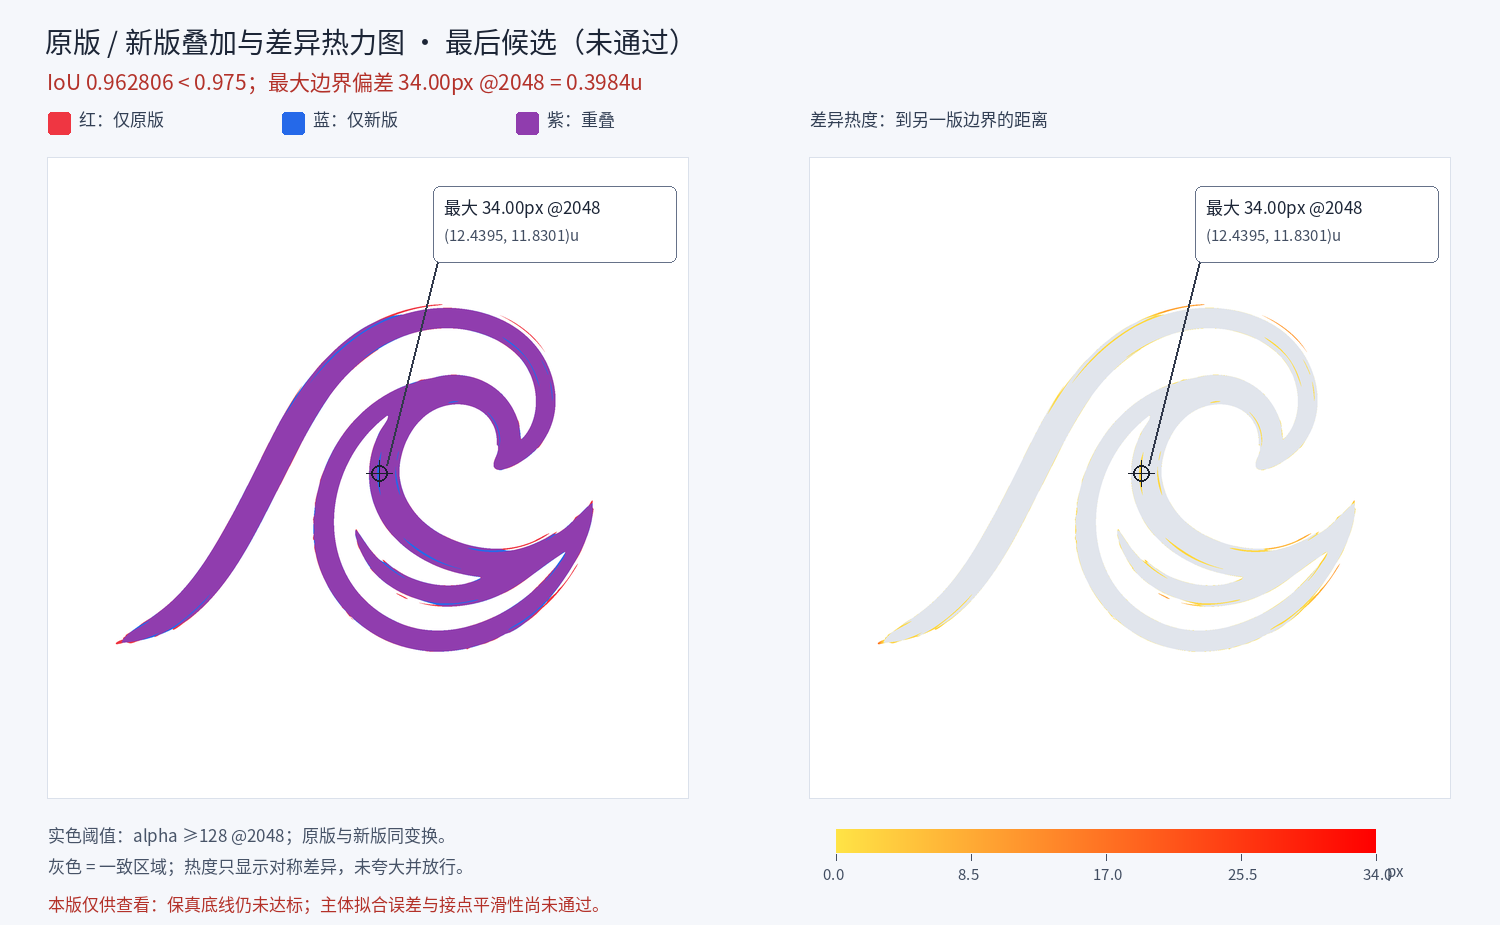 原版 / 新版叠加与差异热力图 · 最后候选（未通过）
IoU 0.962806 < 0.975；最大边界偏差 34.00px @2048 = 0.3984u
红：仅原版
蓝：仅新版
紫：重叠
差异热度：到另一版边界的距离
最大 34.00px @2048
(12.4395, 11.8301)u
最大 34.00px @2048
(12.4395, 11.8301)u
实色阈值：alpha ≥128 @2048；原版与新版同变换。
灰色 = 一致区域；热度只显示对称差异，未夸大并放行。
本版仅供查看：保真底线仍未达标；主体拟合误差与接点平滑性尚未通过。
0.0
8.5
17.0
25.5
34.0
px